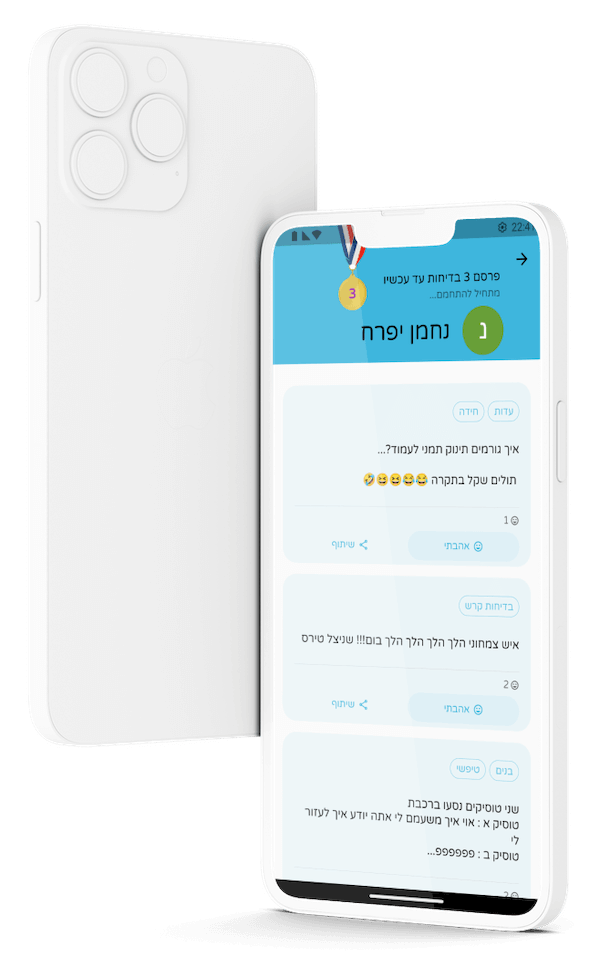 22:4
פרסם 3 בדיחות עד עכשיו
מתחיל להתחמם...
3
נ
נחמן יפרח
עדות
חידה
איך גורמים תינוק תמני לעמוד?...
תולים שקל בתקרה 😂😆😆😆🤣
1
אהבתי
שיתוף
בדיחות קרש
איש צמחוני הלך הלך הלך הלך בום!!! שניצל טירס
2
אהבתי
שיתוף
בנים
טיפשי
שני טוסיקים נסעו ברכבת
טוסיק א : אוי איך משעמם לי אתה יודע איך לעזור
לי
טוסיק ב : פפפפפפ...
2